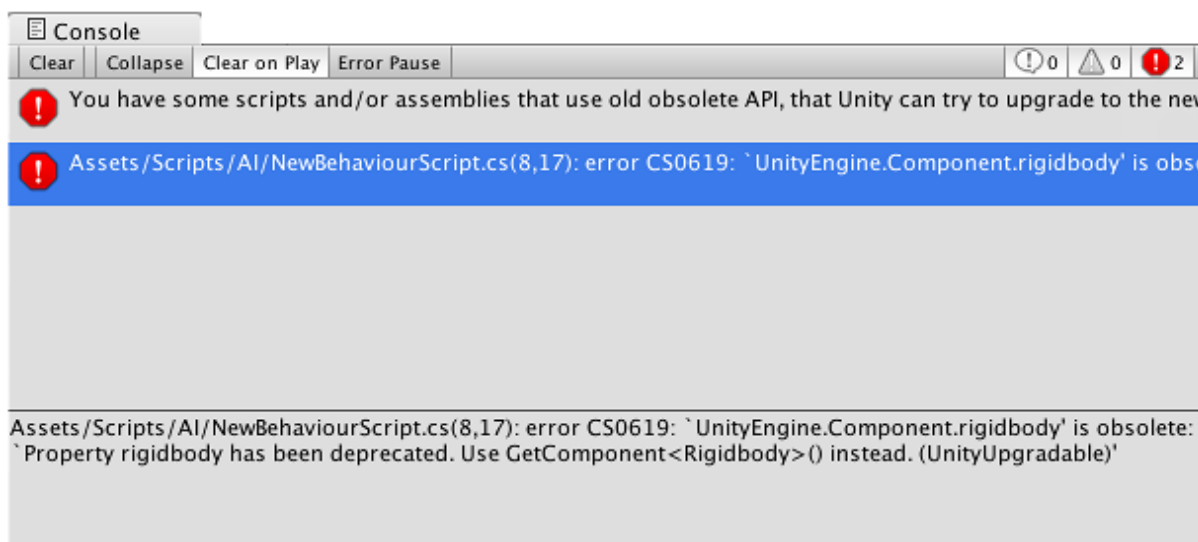 Console
Clear Collapse Clear on Play Error Pause 0 0 2
You have some scripts and/or assemblies that use old obsolete API, that Unity can try to upgrade to the
Assets/Scripts/AI/NewBehaviourScript.cs(8,17): error CS0619: `UnityEngine.Component.rigidbody' is
Assets/Scripts/AI/NewBehaviourScript.cs(8,17): error CS0619: `UnityEngine.Component.rigidbody' is obsolete:
`Property rigidbody has been deprecated. Use GetComponent<Rigidbody>() instead. (UnityUpgradable)'